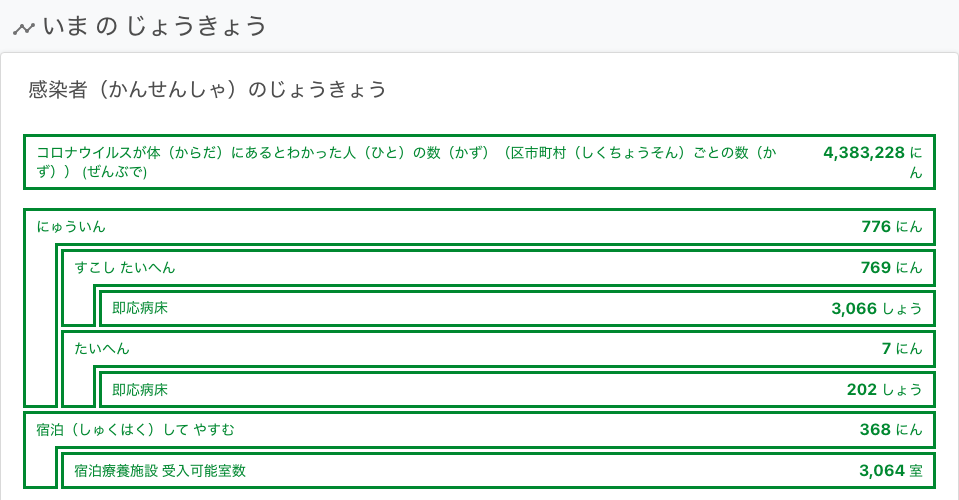 いま の じょうきょう
感染者（かんせんしゃ）のじょうきょう
コロナウイルスが体（からだ）にあるとわかった人（ひと）の数（かず）（区市町村（しくちょうそん）ごとの数（か
ず）） (ぜんぶで)
4,383,228 に
ん
にゅういん 776 にん
すこし たいへん 769 にん
即応病床 3,066 しょう
たいへん 7 にん
即応病床 202 しょう
宿泊（しゅくはく）して やすむ 368 にん
宿泊療養施設 受入可能室数 3,064 室